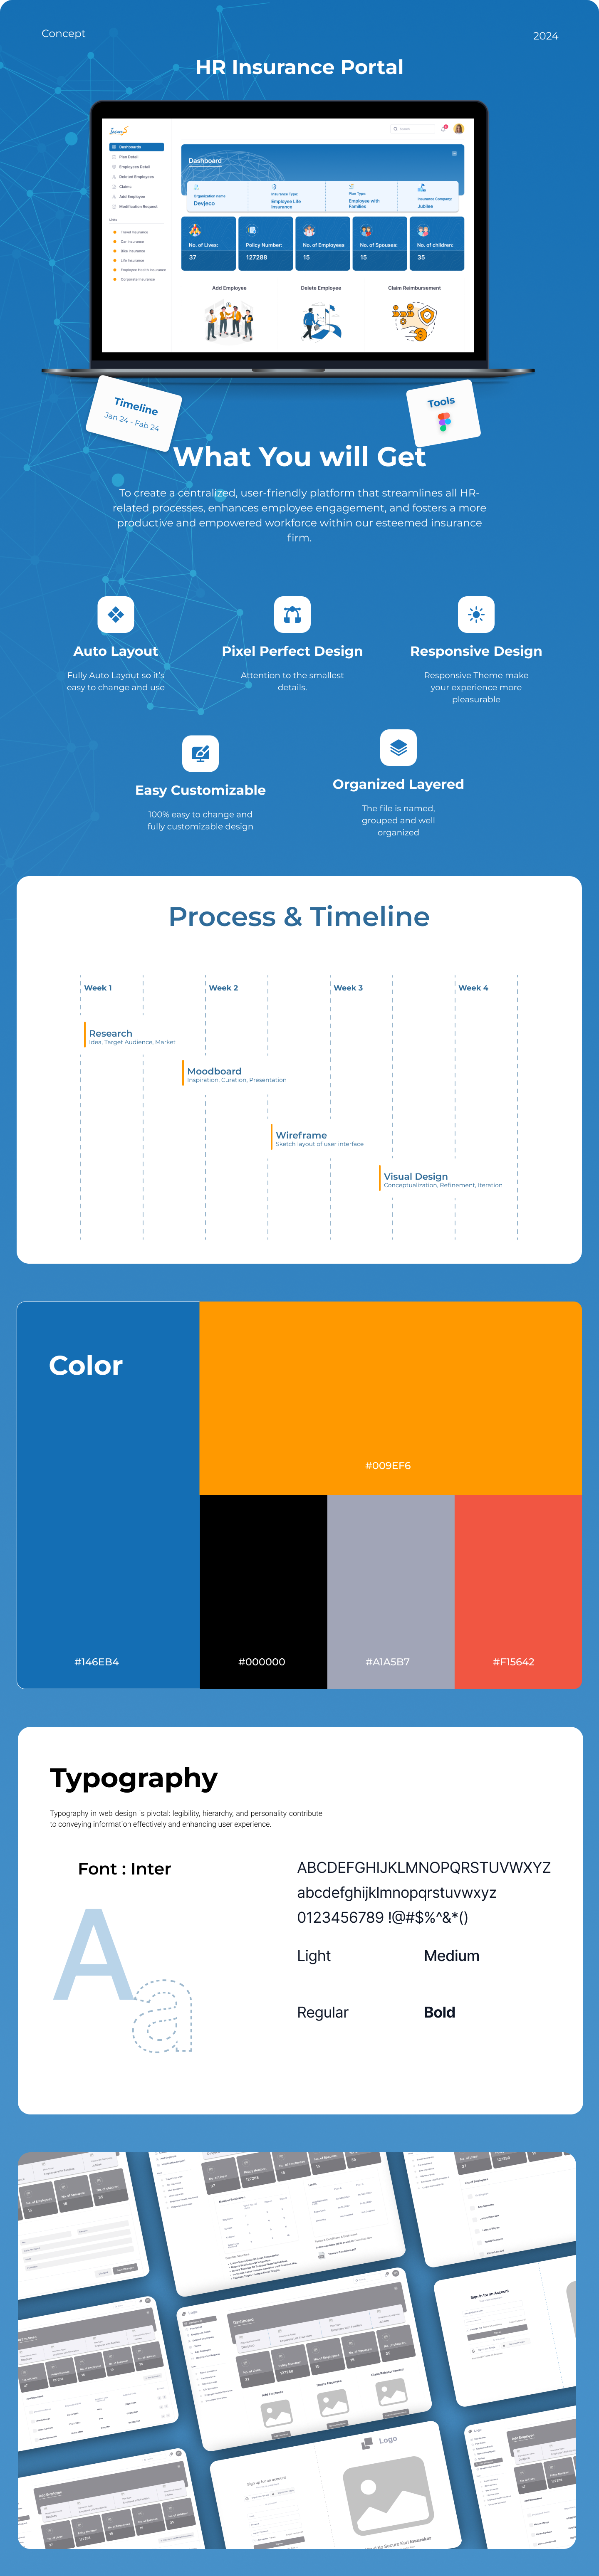 Concept
2024
HR Insurance Portal
Search
Dashboards
Plan Detail
Employees Detail
Deleted Employees
Claims
Add Employee
Modification Request
Links
Travel Insurance
Car Insurance
Bike Insurance
Life Insurance
Employee Health Insurance
Corporate Insurance
Dashboard
Organization name
Devjeco
Insurance Type:
Employee Life
Insurance
Plan Type:
Employee with
Families
Insurance Company
Jubilee
No. of Lives:
37
Policy Number:
127288
No. of Employees
15
No. of Spouses:
15
No. of children:
35
Add Employee
Delete Employee
Claim Reimbursement
Timeline
Jan 24 - Fab 24
Tools
What You will Get
To create a centralized, user-friendly platform that streamlines all HR-
related processes, enhances employee engagement, and fosters a more
productive and empowered workforce within our esteemed insurance
firm.
Auto Layout
Fully Auto Layout so it's
easy to change and use
Pixel Perfect Design
Attention to the smallest
details.
Responsive Design
Responsive Theme make
your experience more
pleasurable
Easy Customizable
100% easy to change and
fully customizable design
Organized Layered
The file is named,
grouped and well
organized
Process & Timeline
Week 1
Week 2
Week 3
Week 4
Research
Idea, Target Audience, Market
Moodboard
Inspiration, Curation, Presentation
Wireframe
Sketch layout of user interface
Visual Design
Conceptualization, Refinement, Iteration
Color
#009EF6
#146EB4
#000000
#A1A5B7
#F15642
Typography
Typography in web design is pivotal: legibility, hierarchy, and personality contribute
to conveying information effectively and enhancing user experience.
Font : Inter
ABCDEFGHIJKLMNOPQRSTUVWXYZ
abcdefghijklmnopqrstuvwxyz
0123456789 !@#$%^&*()
Light
Medium
Regular
Bold
A
a
Sign in for an Account
Dashboard
Add Employee
Delete Employee
Claim Reimbursement
Sign up for an account
Logo
Add Employee